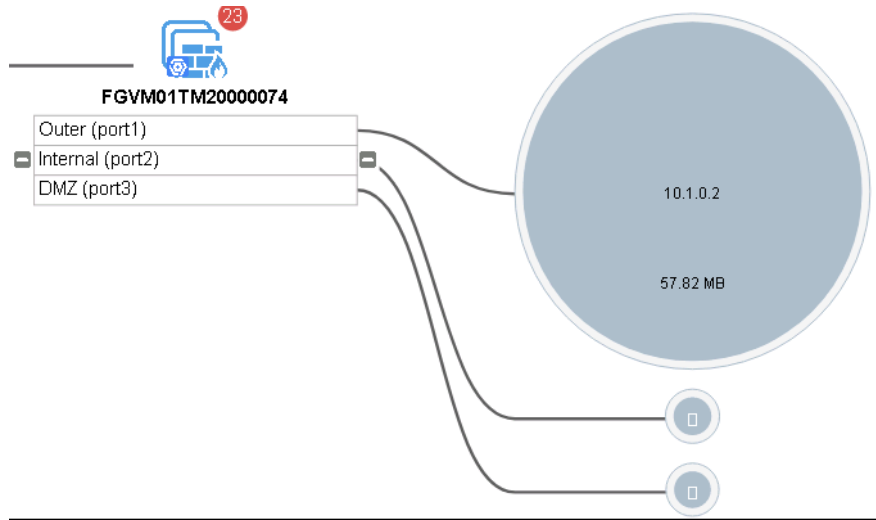 23
FGVM01TM20000074
Outer (port1)
Internal (port2)
DMZ (port3)
10.1.0.2
57.82 MB